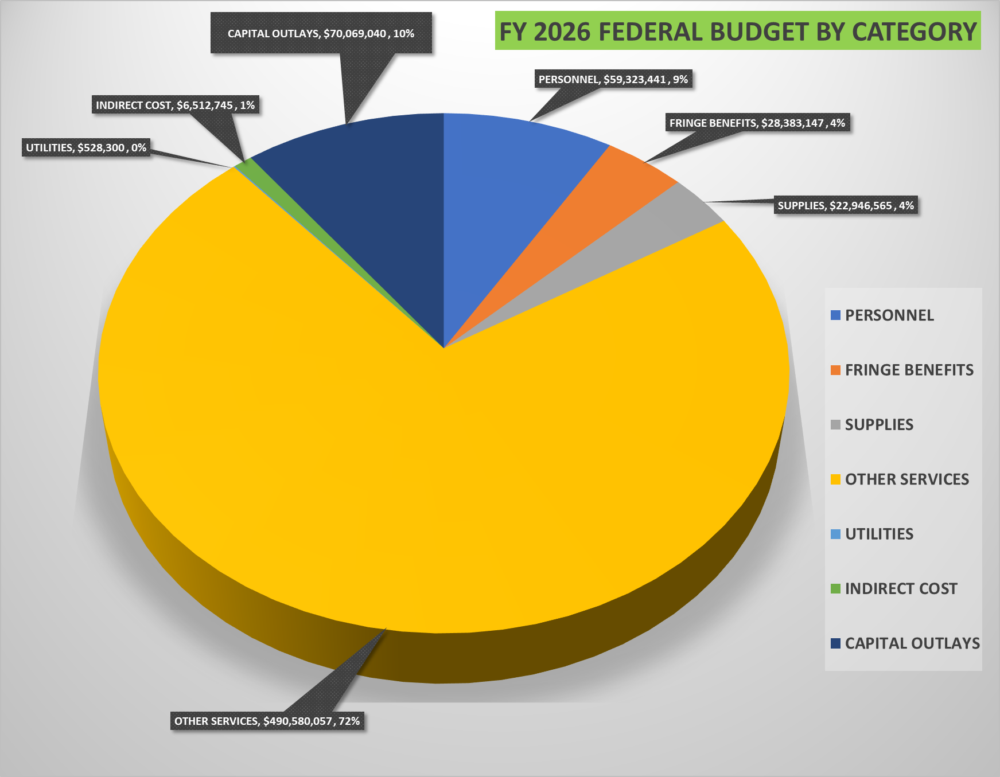 FY 2026 FEDERAL BUDGET BY CATEGORY
CAPITAL OUTLAYS, $70,069,040 , 10%
PERSONNEL, $59,323,441 , 9%
INDIRECT COST, $6,512,745 , 1%
FRINGE BENEFITS, $28,383,147 , 4%
UTILITIES, $528,300 , 0%
SUPPLIES, $22,946,565 , 4%
PERSONNEL
FRINGE BENEFITS
SUPPLIES
OTHER SERVICES
UTILITIES
INDIRECT COST
CAPITAL OUTLAYS
OTHER SERVICES, $490,580,057 , 72%